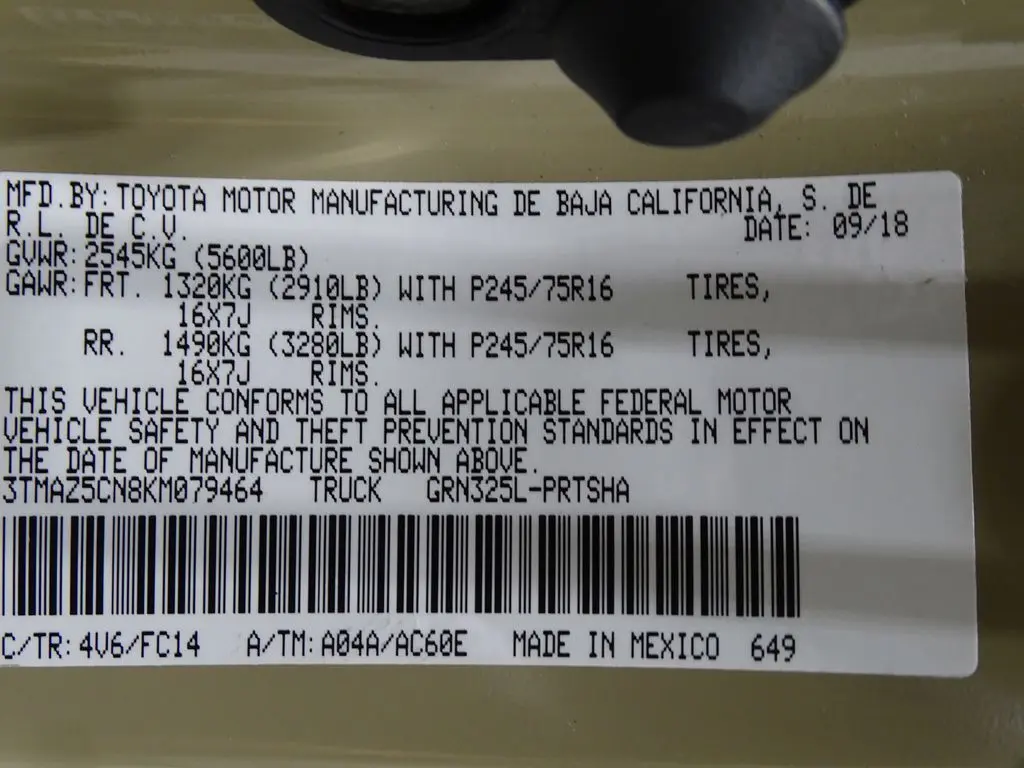 MFD.BY: TOYOTA MOTOR MANUFACTURING DE BAJA CALIFORNIA, S. DE
R.L. DE C.V. DATE: 09/18
GVWR: 2545KG (5600LB)
GAWR: FRT. 1320KG (2910LB) WITH P245/75R16 TIRES,
16X7J RIMS.
RR. 1490KG (3280LB) WITH P245/75R16 TIRES,
16X7J RIMS.
THIS VEHICLE CONFORMS TO ALL APPLICABLE FEDERAL MOTOR
VEHICLE SAFETY AND THEFT PREVENTION STANDARDS IN EFFECT ON
THE DATE OF MANUFACTURE SHOWN ABOVE.
3TMAZ5CN8KM079464 TRUCK GRN325L-PRTSHA
C/TR: 4V6/FC14 A/TM: A04A/AC60E MADE IN MEXICO 649